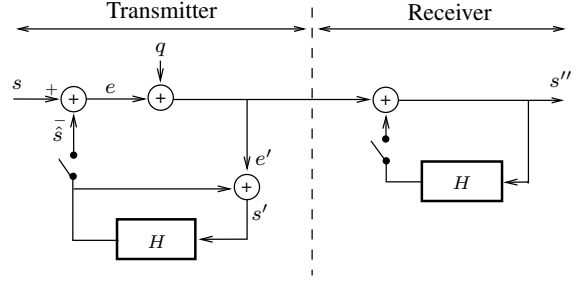 Transmitter
Receiver
q
s
+
+
e
+
+
s′′
−
ŝ
e′
+
s′
H
H